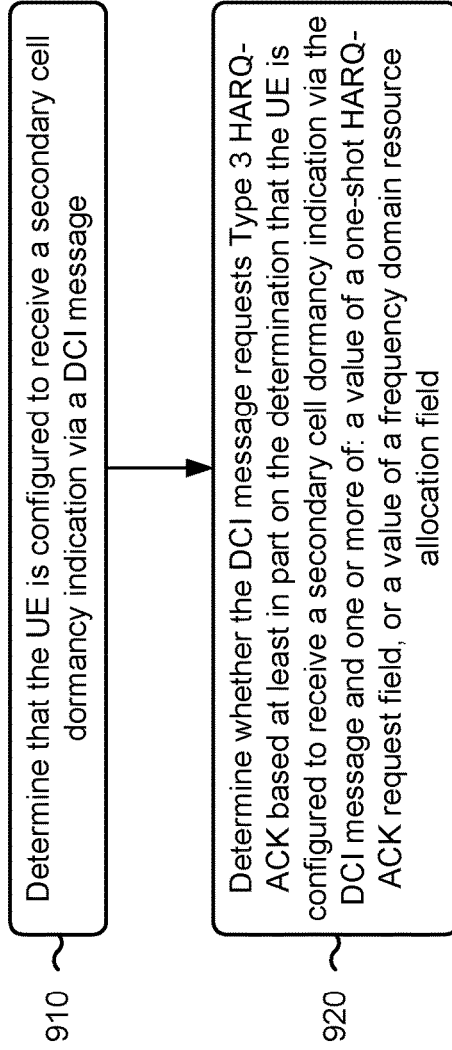 910
Determine that the UE is configured to receive a secondary cell
dormancy indication via a DCI message
920
Determine whether the DCI message requests Type 3 HARQ-
ACK based at least in part on the determination that the UE is
configured to receive a secondary cell dormancy indication via the
DCI message and one or more of: a value of a one-shot HARQ-
ACK request field, or a value of a frequency domain resource
allocation field